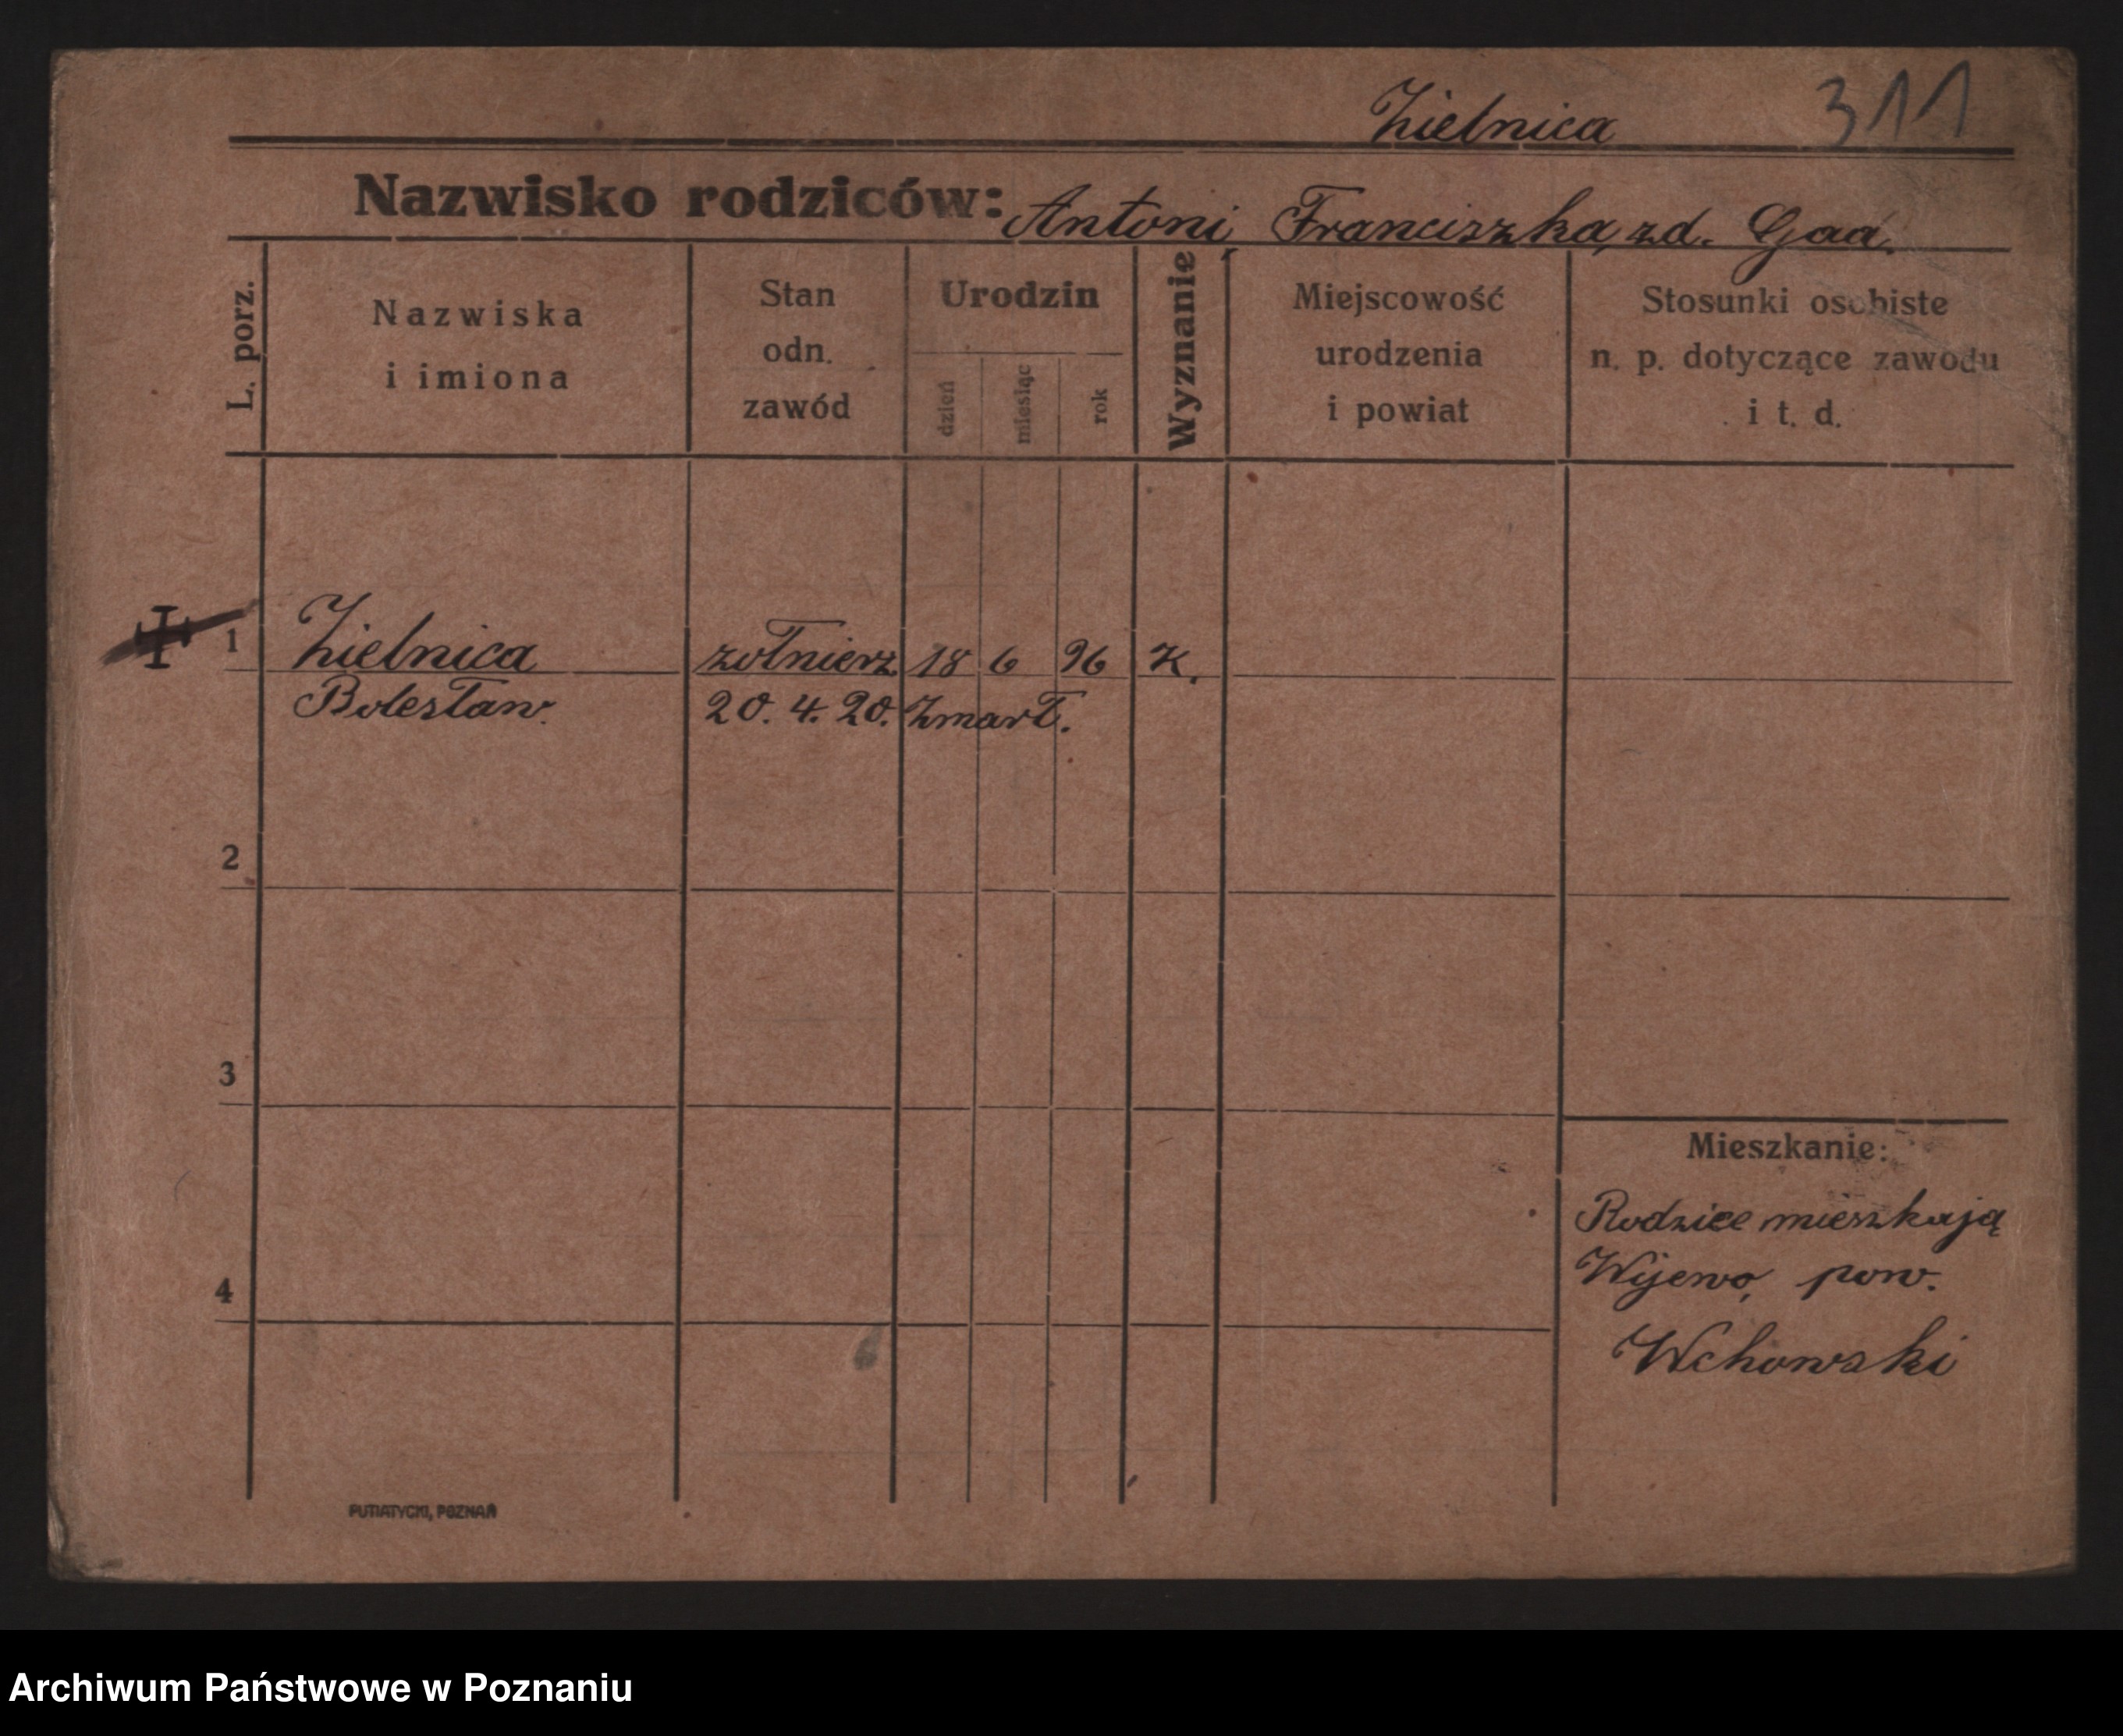 Zielnica 311
Nazwisko rodziców: Antoni, Franciszka, zd. Gaa.
L. porz.
Nazwiska
i imiona
Stan
odn.
zawód
Urodzin
dzień
miesiąc
rok
Wyznanie
Miejscowość
urodzenia
i powiat
Stosunki osobiste
n. p. dotyczące zawodu
i t. d.
1 Zielnica żołnierz 18 6 96 K.
Bolesław. 20. 4. 20. Zmarł.
2
3
4
Mieszkanie:
Rodzice mieszkają
Wijewo, pow.
Wchowski
PUTIATYCKI, POZNAŃ
Archiwum Państwowe w Poznaniu